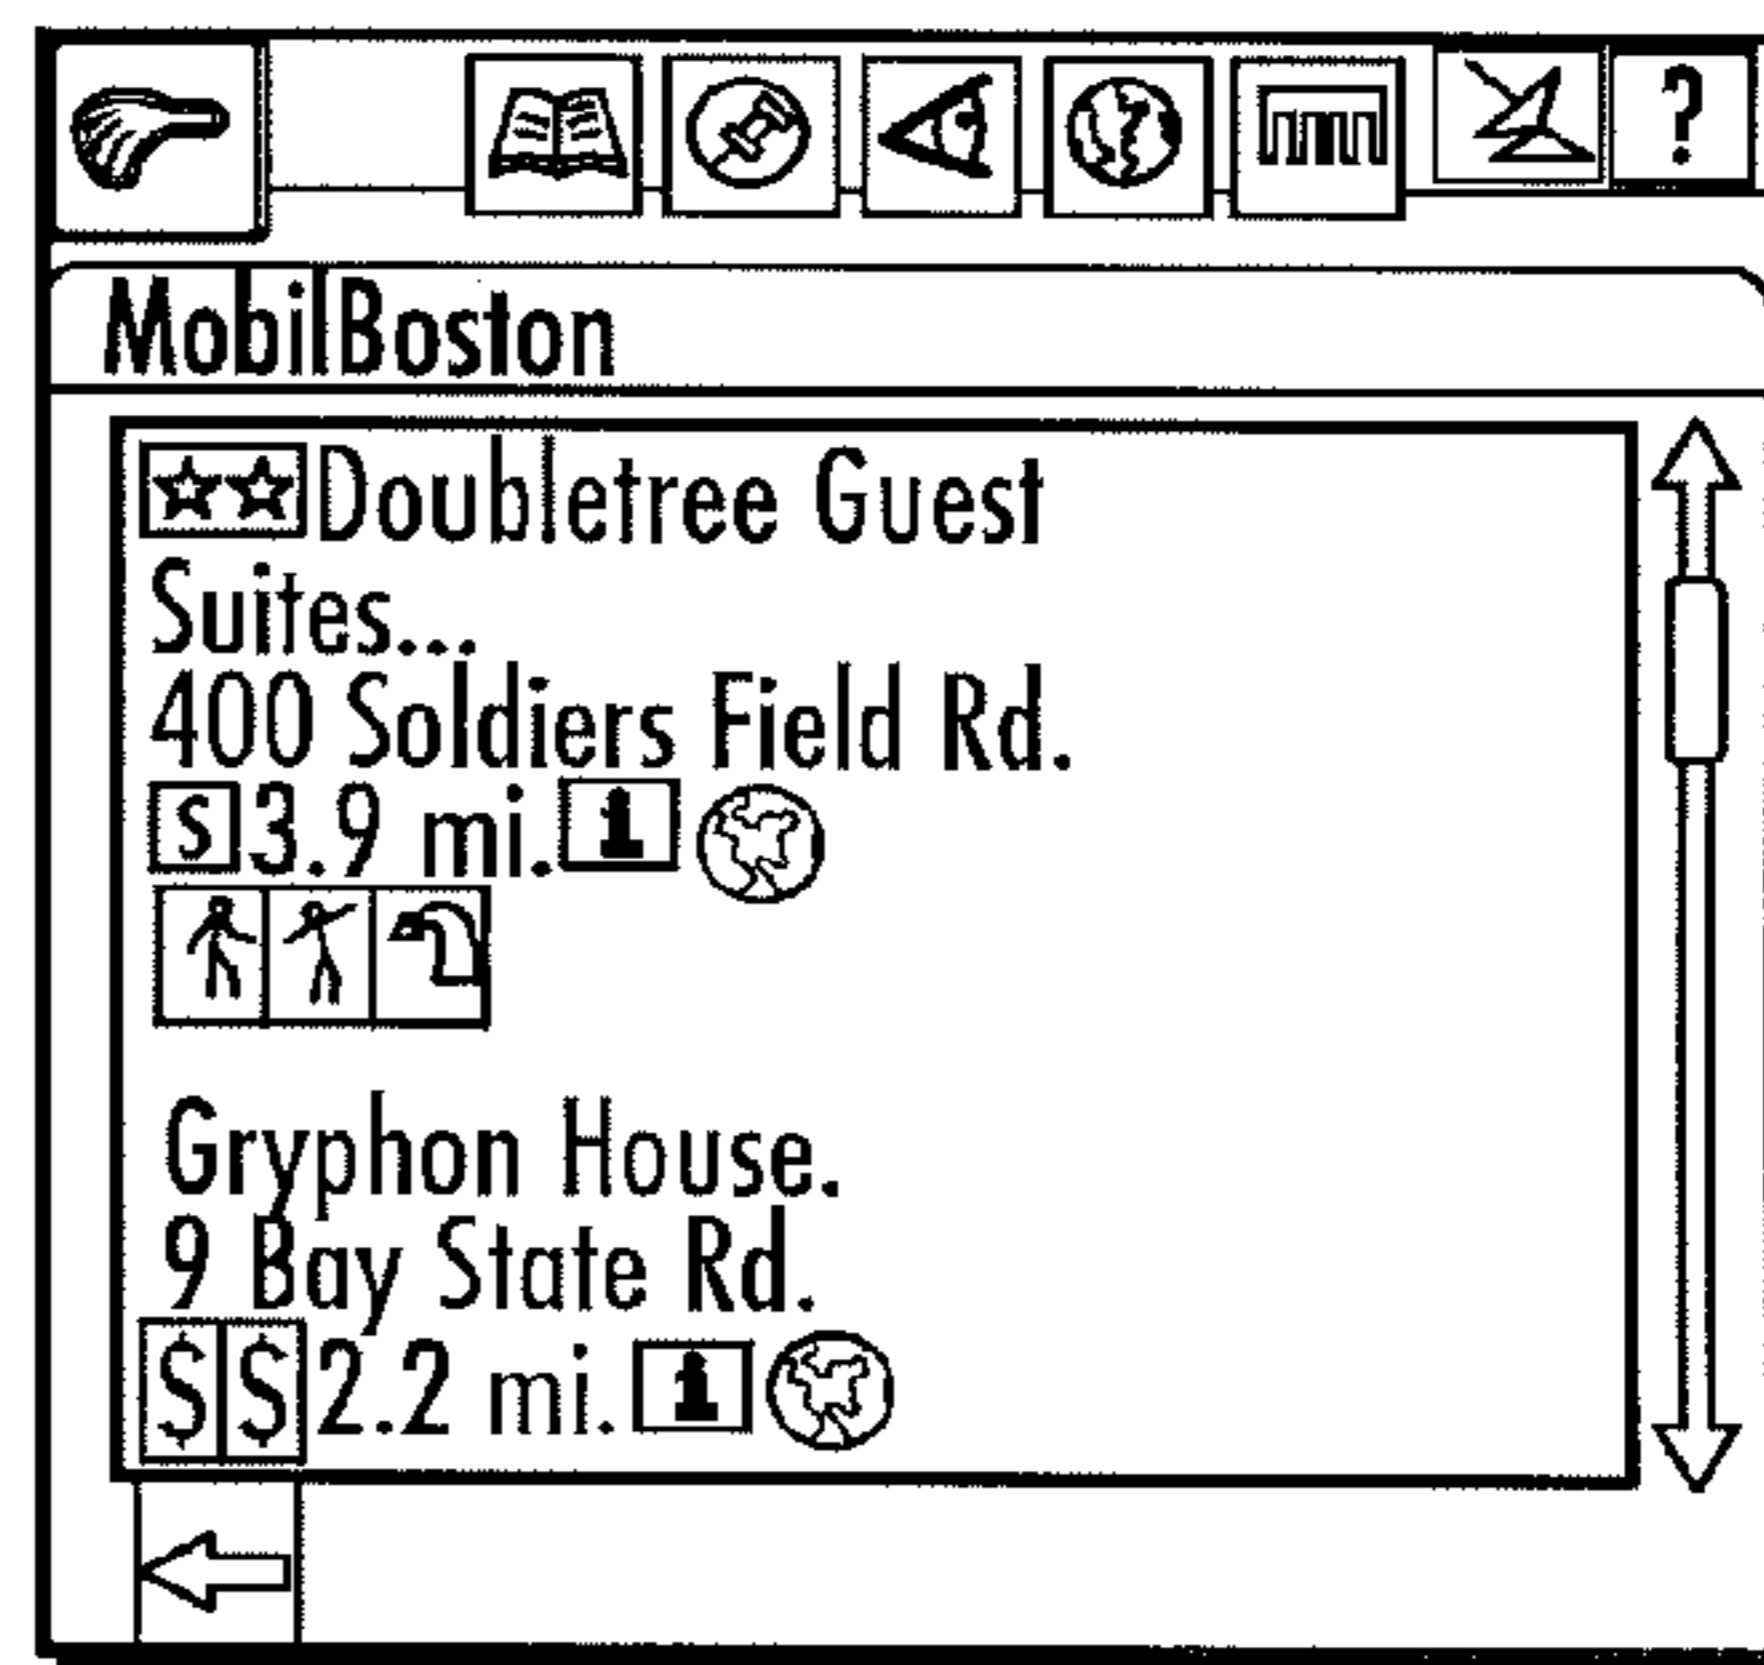 ?
MobilBoston
Doubletree Guest
Suites...
400 Soldiers Field Rd.
S 3.9 mi. i
Gryphon House.
9 Bay State Rd.
$ $ 2.2 mi. i